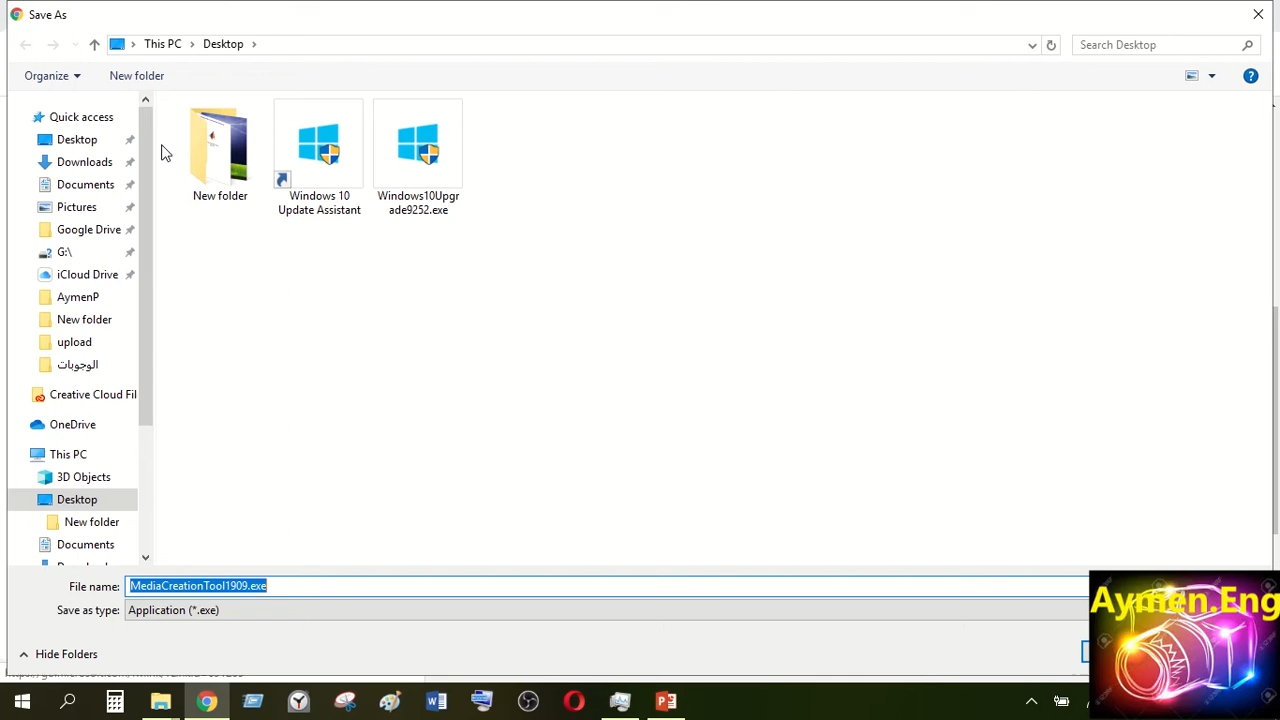 Save As
This PC
Desktop
Search Desktop
Organize
New folder
Quick access
Desktop
Downloads
Documents
Pictures
Google Drive
G:\
iCloud Drive
AymenP
New folder
upload
الوجوبات
Creative Cloud Fil
OneDrive
This PC
3D Objects
Desktop
New folder
Documents
New folder
Windows 10
Update Assistant
Windows10Upgr
ade9252.exe
File name: MediaCreationTool1909.exe
Save as type: Application (*.exe)
Hide Folders
Aymen.Eng